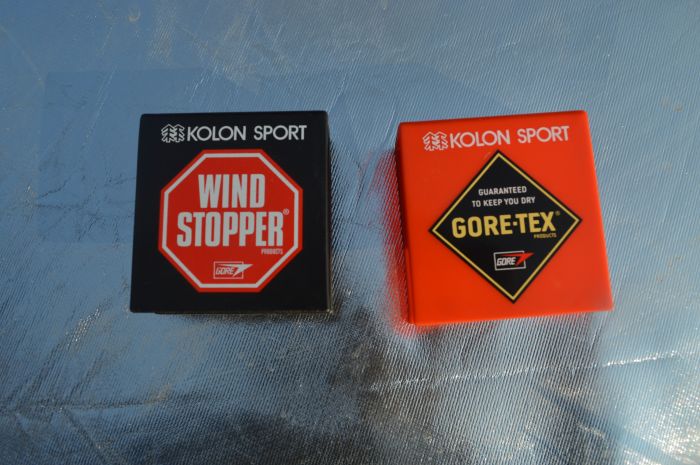 KOLON SPORT
WIND
STOPPER®
PRODUCTS
GORE
KOLON SPORT
GUARANTEED
TO KEEP YOU DRY
GORE-TEX®
PRODUCTS
GORE